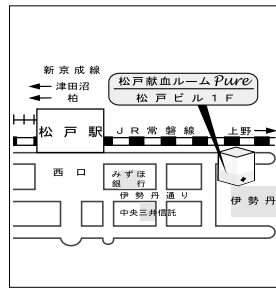 新京成線
← 津田沼
← 柏
松戸献血ルーム Pure
松戸ビル1F
松戸駅
JR常磐線
上野 →
西口
みずほ
銀行
伊勢丹通り
中央三井信託
伊勢丹